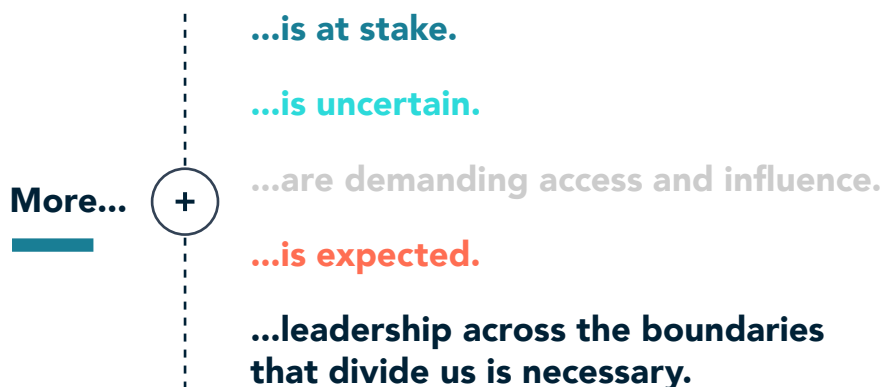 More...
+
...is at stake.
...is uncertain.
...are demanding access and influence.
...is expected.
...leadership across the boundaries
that divide us is necessary.